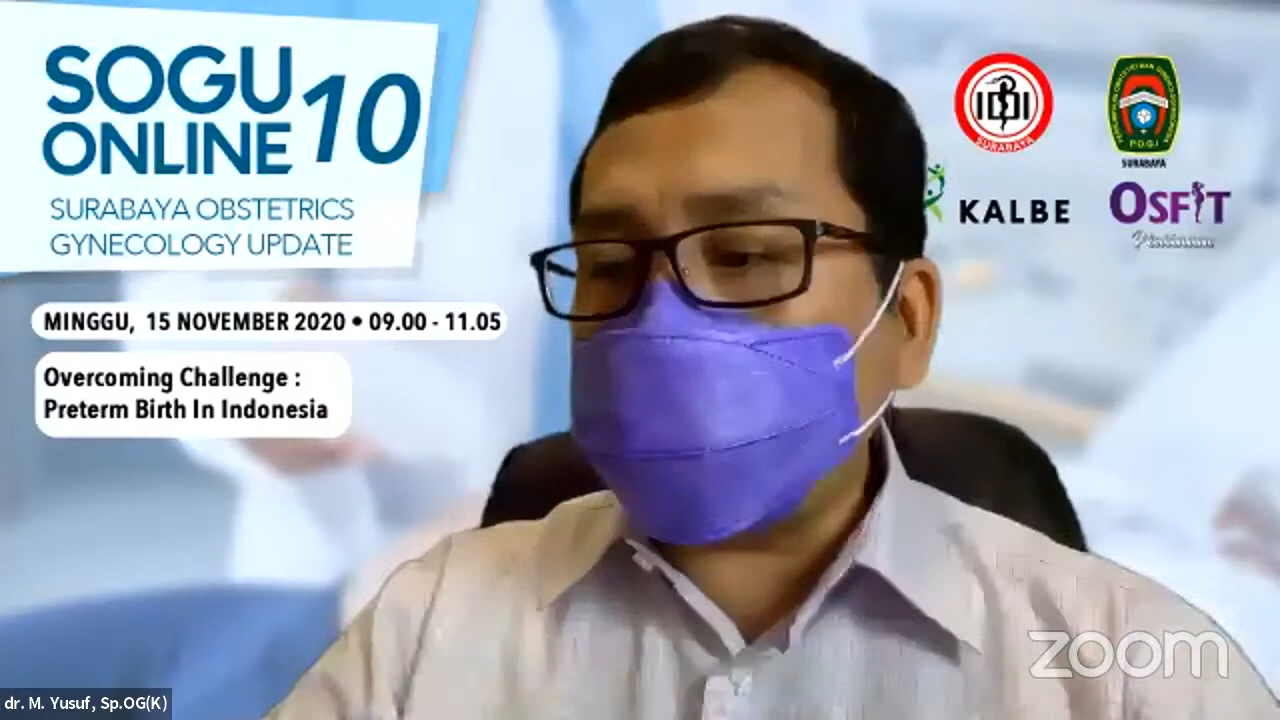 SOGU
ONLINE 10
SURABAYA OBSTETRICS
GYNECOLOGY UPDATE
MINGGU, 15 NOVEMBER 2020 • 09.00 - 11.05
Overcoming Challenge :
Preterm Birth In Indonesia
IDI
SURABAYA
P.O.G.I
SURABAYA
KALBE
OSFIT
Platinum
zoom
dr. M. Yusuf, Sp.OG(K)